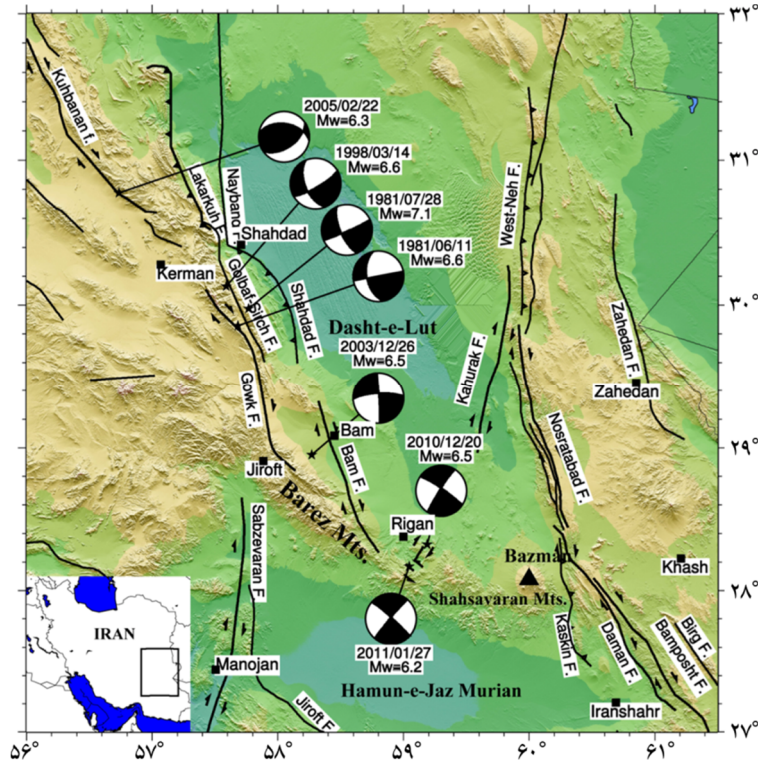 ۳۲°
2005/02/22
Mw=6.3
Kuhbanan f.
1998/03/14
Mw=6.6
۳۱°
1981/07/28
Mw=7.1
West-Neh F.
Lakarkuh F.
Shahdad
1981/06/11
Mw=6.6
Kerman
Golbaf-Sirch F.
Shahdad F.
۳۰°
Dasht-e-Lut
Zahedan F.
2003/12/26
Mw=6.5
Kahurak F.
Zahedan
Gowk F.
Bam
2010/12/20
Mw=6.5
۲۹°
Nosratabad F.
Jiroft
Bam F.
Barez Mts.
Rigan
Sabzevaran F.
Bazman
Khash
۲۸°
Shahsavaran Mts.
IRAN
2011/01/27
Mw=6.2
Kaskin F.
Daman F.
Birg F.
Bamposht F.
Manojan
Hamun-e-Jaz Murian
Jiroft F.
Iranshahr
۲۷°
۵۶° ۵۷° ۵۸° ۵۹° ۶۰° ۶۱°